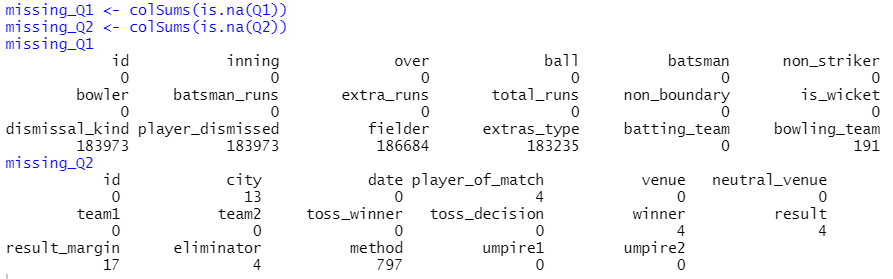 missing_Q1 <- colSums(is.na(Q1))
missing_Q2 <- colSums(is.na(Q2))
missing_Q1
id inning over ball batsman non_striker
0 0 0 0 0 0
bowler batsman_runs extra_runs total_runs non_boundary is_wicket
0 0 0 0 0 0
dismissal_kind player_dismissed fielder extras_type batting_team bowling_team
183973 183973 186684 183235 0 191
missing_Q2
id city date player_of_match venue neutral_venue
0 13 0 4 0 0
team1 team2 toss_winner toss_decision winner result
0 0 0 0 4 4
result_margin eliminator method umpire1 umpire2
17 4 797 0 0